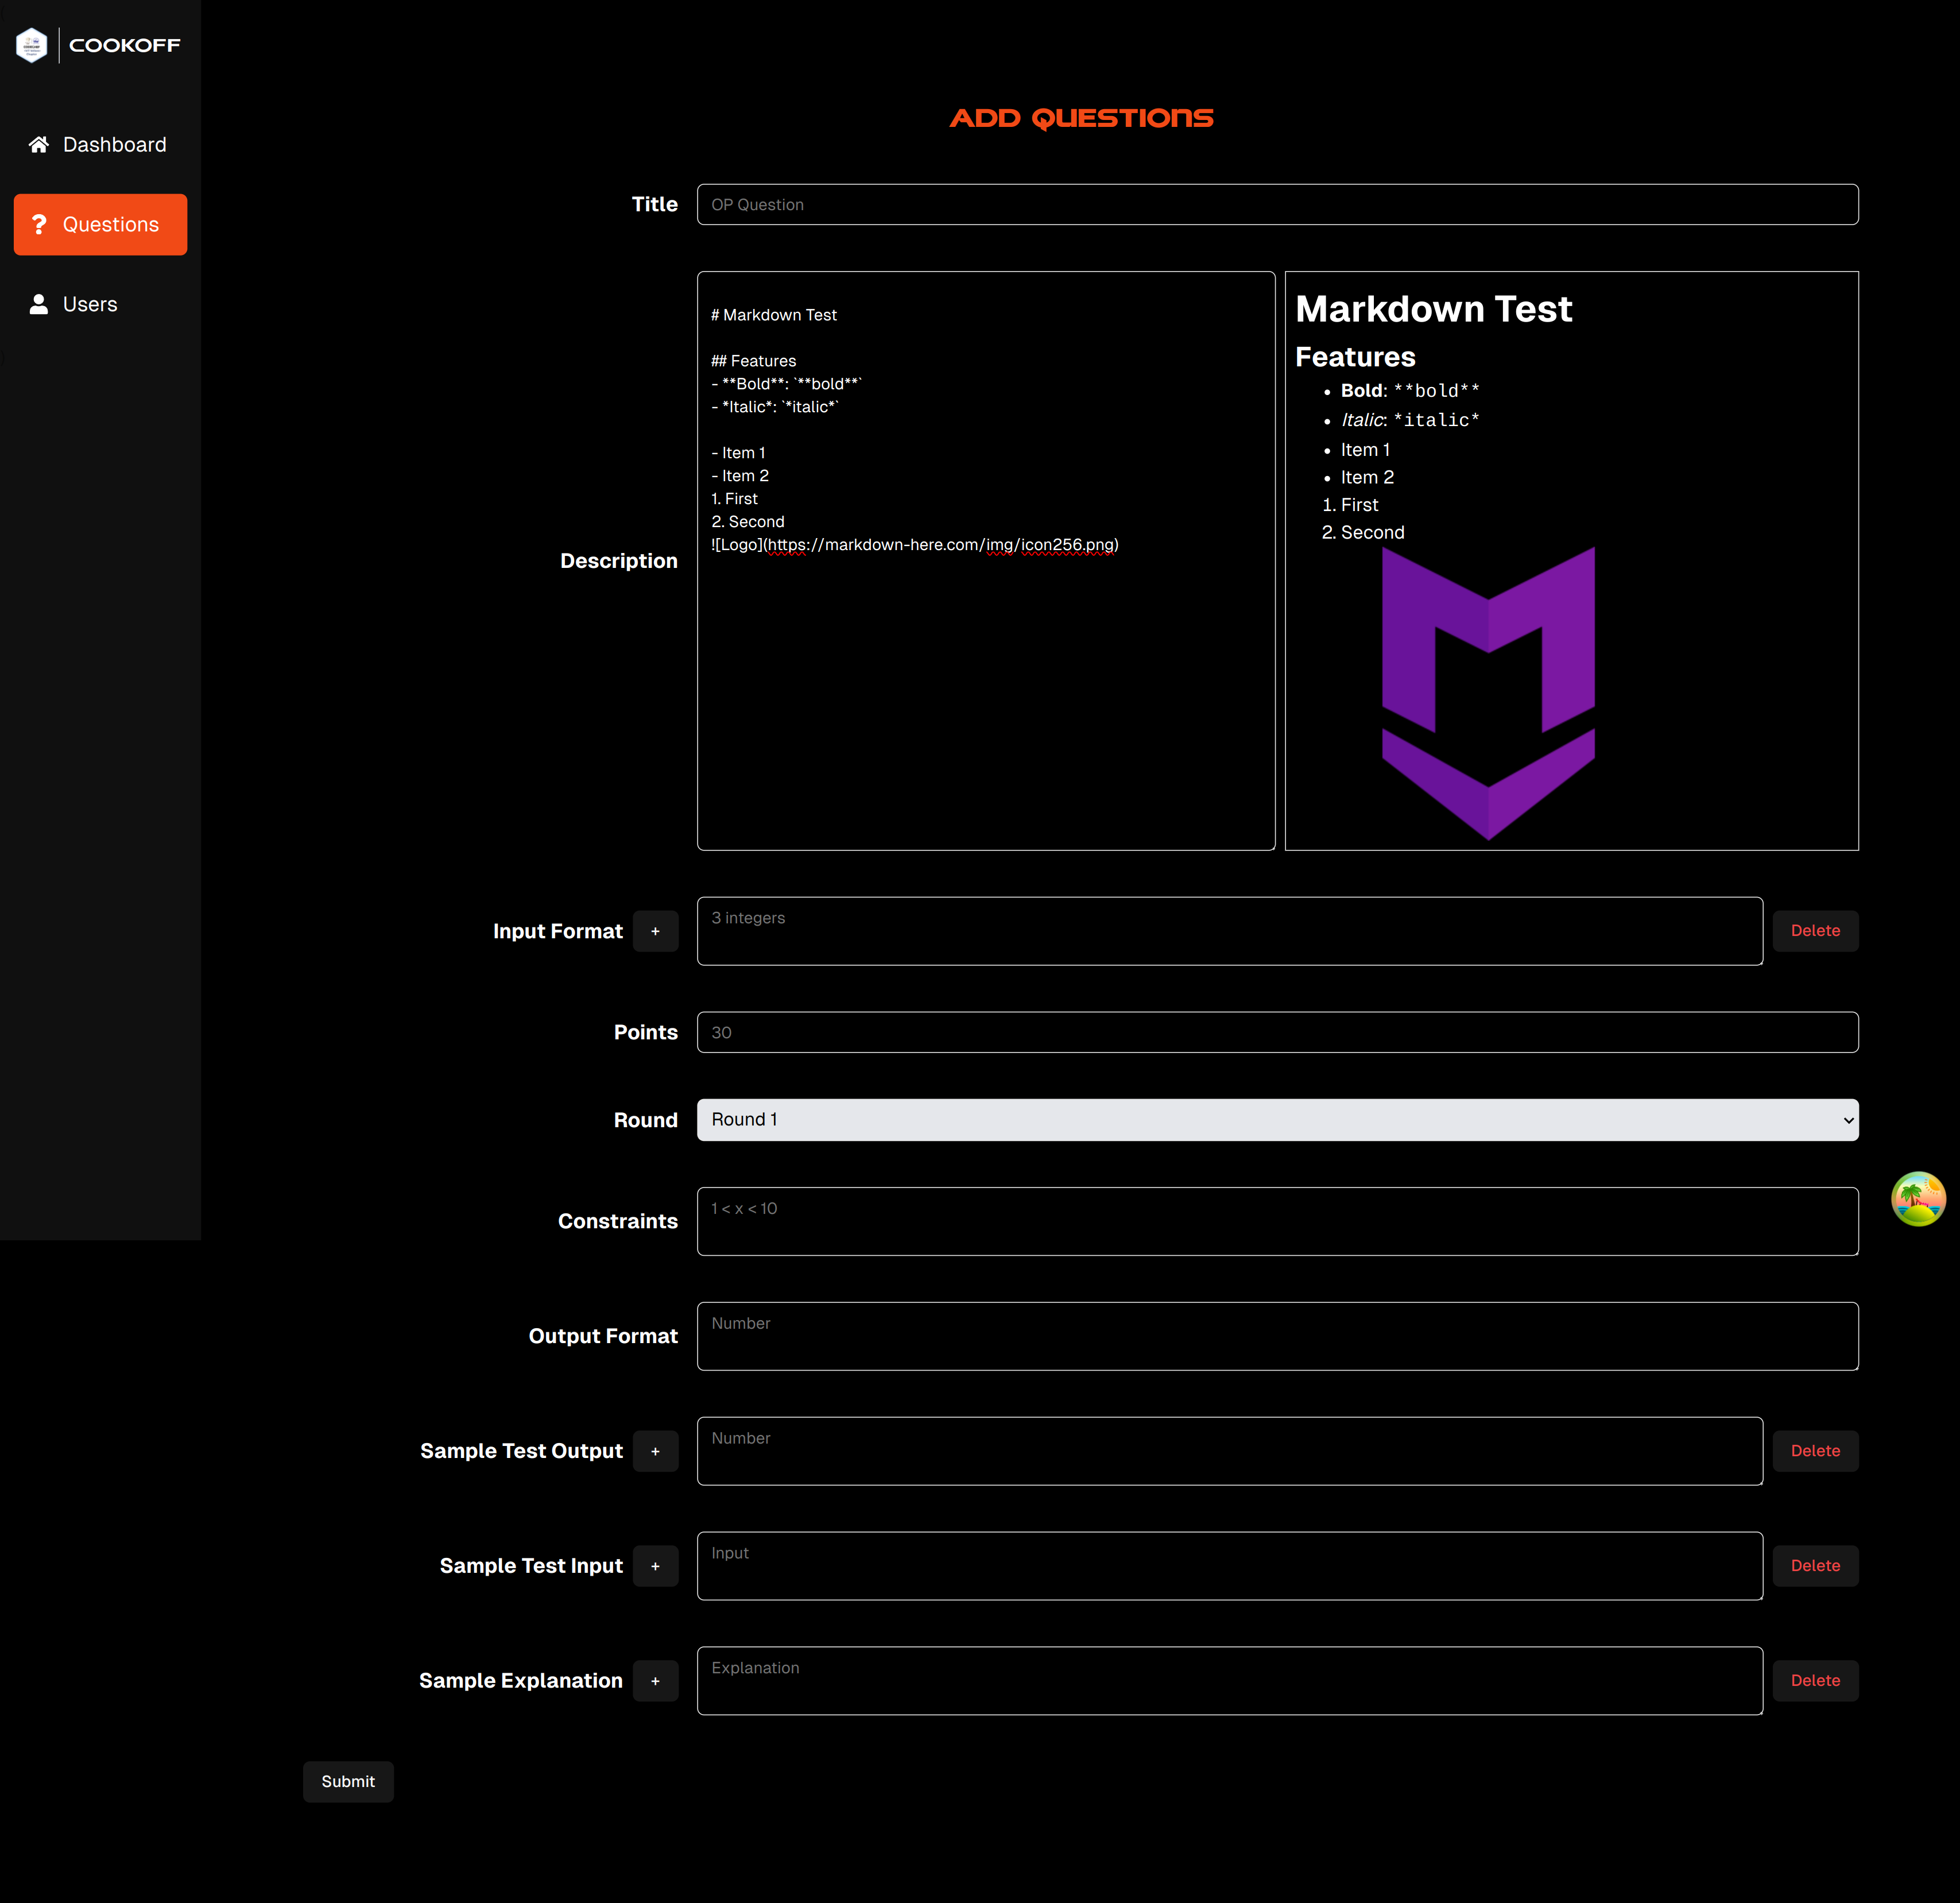 COOKOFF
Dashboard
Questions
Users
ADD QUESTIONS
Title
OP Question
Description
# Markdown Test
## Features
- **Bold**: `**bold**`
- *Italic*: `*italic*`
- Item 1
- Item 2
1. First
2. Second
![Logo](https://markdown-here.com/img/icon256.png)
Markdown Test
Features
• Bold: **bold**
• Italic: *italic*
• Item 1
• Item 2
1. First
2. Second
Input Format +
3 integers
Delete
Points
30
Round
Round 1
Constraints
1 < x < 10
Output Format
Number
Sample Test Output +
Number
Delete
Sample Test Input +
Input
Delete
Sample Explanation +
Explanation
Delete
Submit